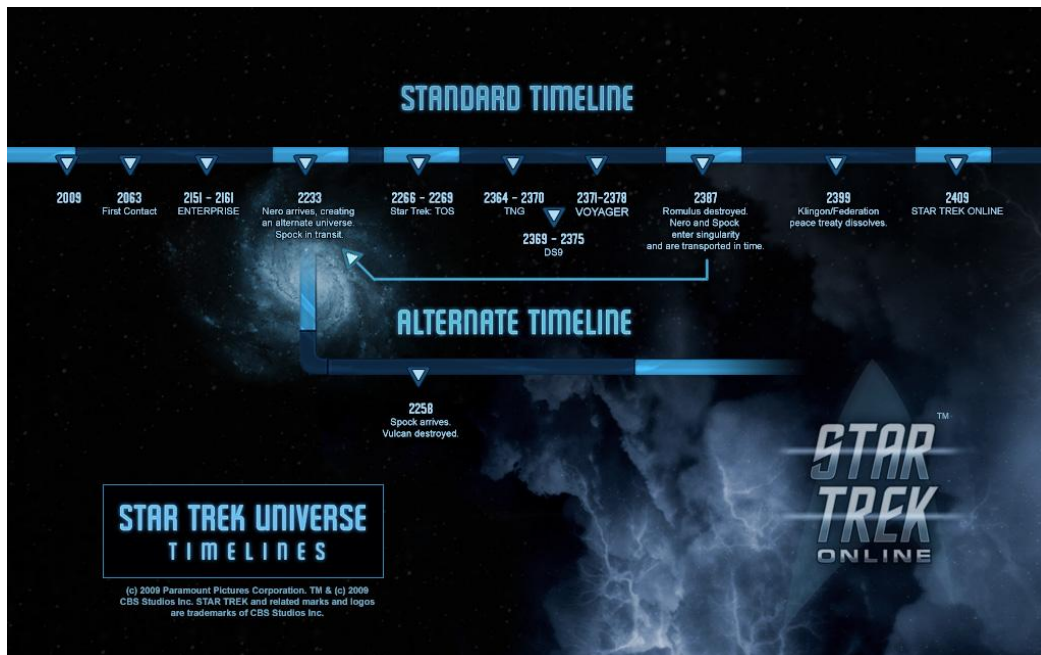 STANDARD TIMELINE
2009
2063
First Contact
2151 - 2161
ENTERPRISE
2233
Nero arrives, creating
an alternate universe.
Spock in transit.
2266 - 2269
Star Trek: TOS
2364 - 2370
TNG
2369 - 2375
DS9
2371-2378
VOYAGER
2387
Romulus destroyed.
Nero and Spock
enter singularity
and are transported in time.
2399
Klingon/Federation
peace treaty dissolves.
2409
STAR TREK ONLINE
ALTERNATE TIMELINE
2258
Spock arrives.
Vulcan destroyed.
STAR TREK UNIVERSE
TIMELINES
(c) 2009 Paramount Pictures Corporation. TM & (c) 2009
CBS Studios Inc. STAR TREK and related marks and logos
are trademarks of CBS Studios Inc.
STAR TM
TREK
ONLINE